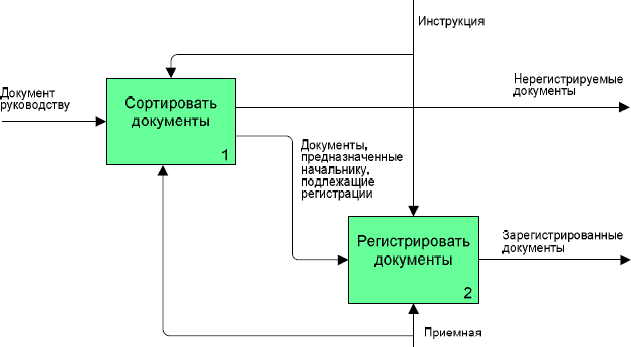 Инструкция
Документ
руководству
Сортировать
документы
1
Нерегистрируемые
документы
Документы,
предназначенные
начальнику,
подлежащие
регистрации
Регистрировать
документы
2
Зарегистрированные
документы
Приемная